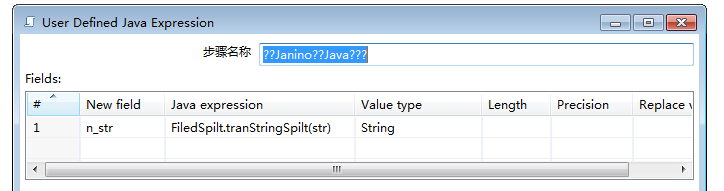 User Defined Java Expression
步骤名称 ??Janino??Java???
Fields:
# New field Java expression Value type Length Precision Replace v
1 n_str FiledSpilt.tranStringSpilt(str) String